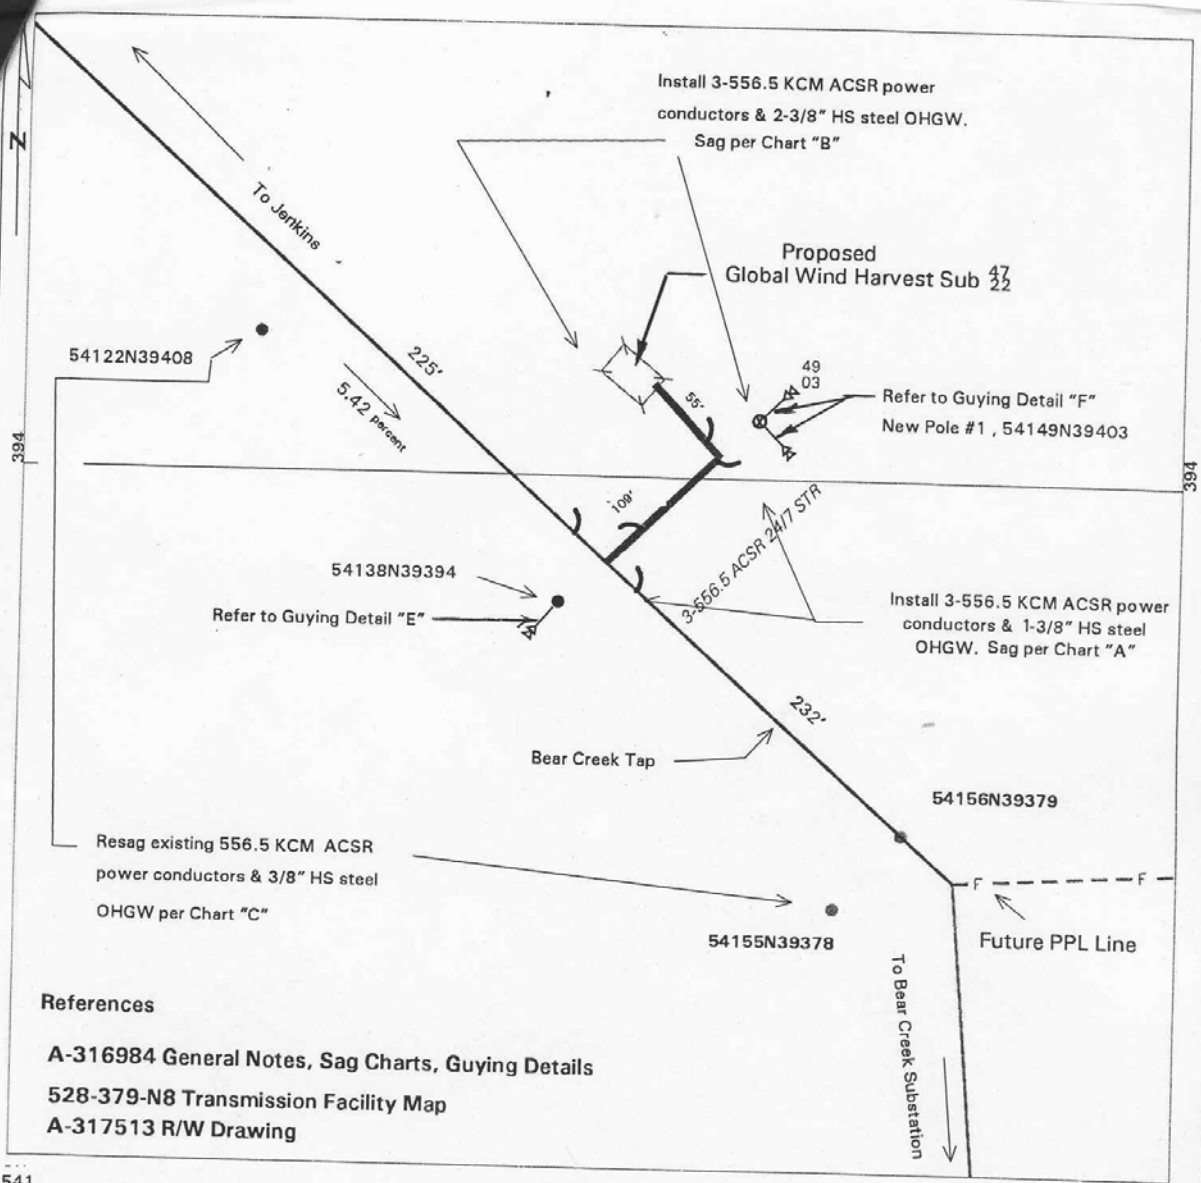 Install 3-556.5 KCM ACSR power
conductors & 2-3/8" HS steel OHGW.
Sag per Chart "B"
N
To Jenkins
Proposed
Global Wind Harvest Sub 47
22
54122N39408
225'
5.42 percent
55'
49
03
Refer to Guying Detail "F"
New Pole #1 , 54149N39403
394
394
109'
3-556.5 ACSR 24/7 STR
54138N39394
Refer to Guying Detail "E"
Install 3-556.5 KCM ACSR power
conductors & 1-3/8" HS steel
OHGW. Sag per Chart "A"
232'
Bear Creek Tap
54156N39379
Resag existing 556.5 KCM ACSR
power conductors & 3/8" HS steel
OHGW per Chart "C"
F
F
54155N39378
Future PPL Line
To Bear Creek Substation
References
A-316984 General Notes, Sag Charts, Guying Details
528-379-N8 Transmission Facility Map
A-317513 R/W Drawing
541